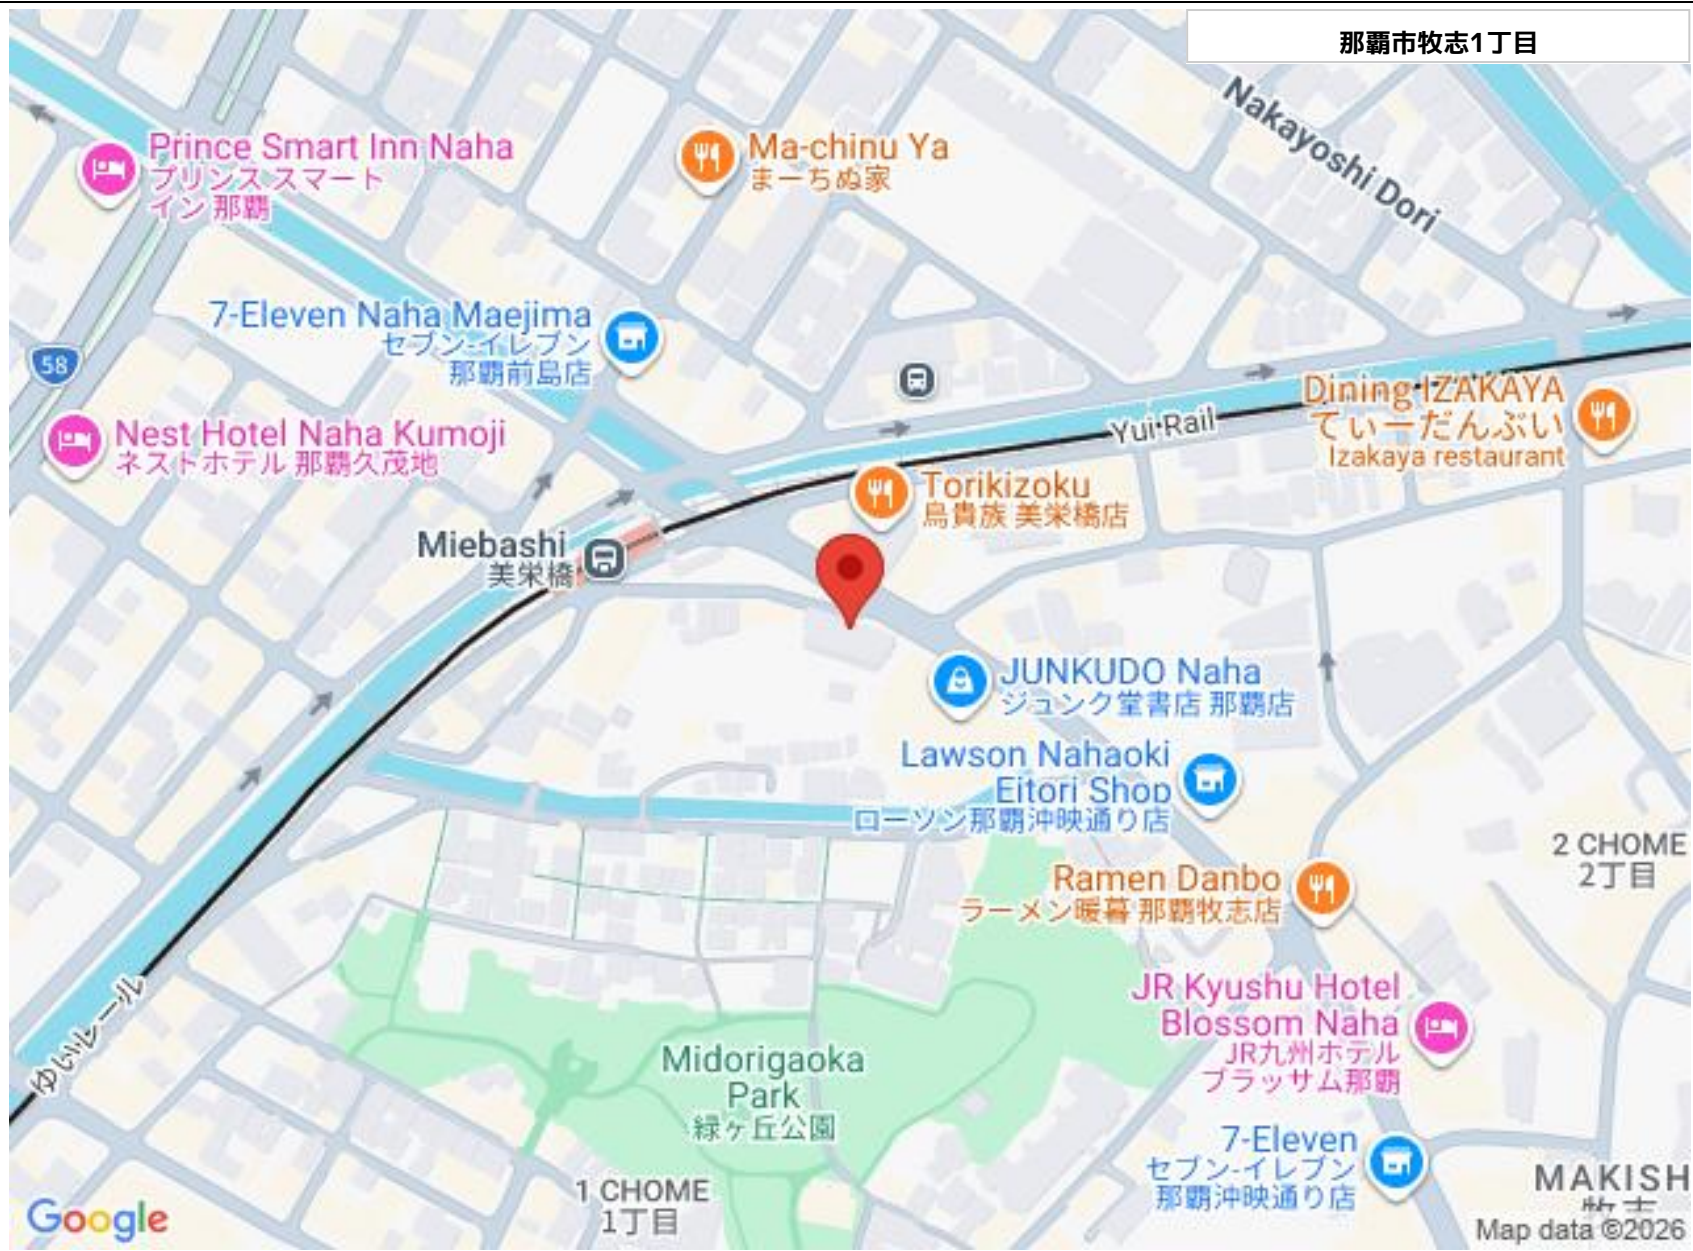 那覇市牧志1丁目
Nakayoshi Dori
Prince Smart Inn Naha
プリンス スマート
イン 那覇
Ma-chinu Ya
まーちぬ家
7-Eleven Naha Maejima
セブン-イレブン
那覇前島店
58
Nest Hotel Naha Kumoji
ネストホテル 那覇久茂地
Yui Rail
Dining IZAKAYA
てぃーだんぶい
Izakaya restaurant
Torikizoku
鳥貴族 美栄橋店
Miebashi
美栄橋
JUNKUDO Naha
ジュンク堂書店 那覇店
Lawson Nahaoki
Eitori Shop
ローソン那覇沖映通り店
2 CHOME
2丁目
Ramen Danbo
ラーメン暖暮 那覇牧志店
JR Kyushu Hotel
Blossom Naha
JR九州ホテル
ブラッサム那覇
ゆいレール
Midorigaoka
Park
緑ヶ丘公園
7-Eleven
セブン-イレブン
那覇沖映通り店
1 CHOME
1丁目
MAKISH
牧志
Google
Map data ©2026